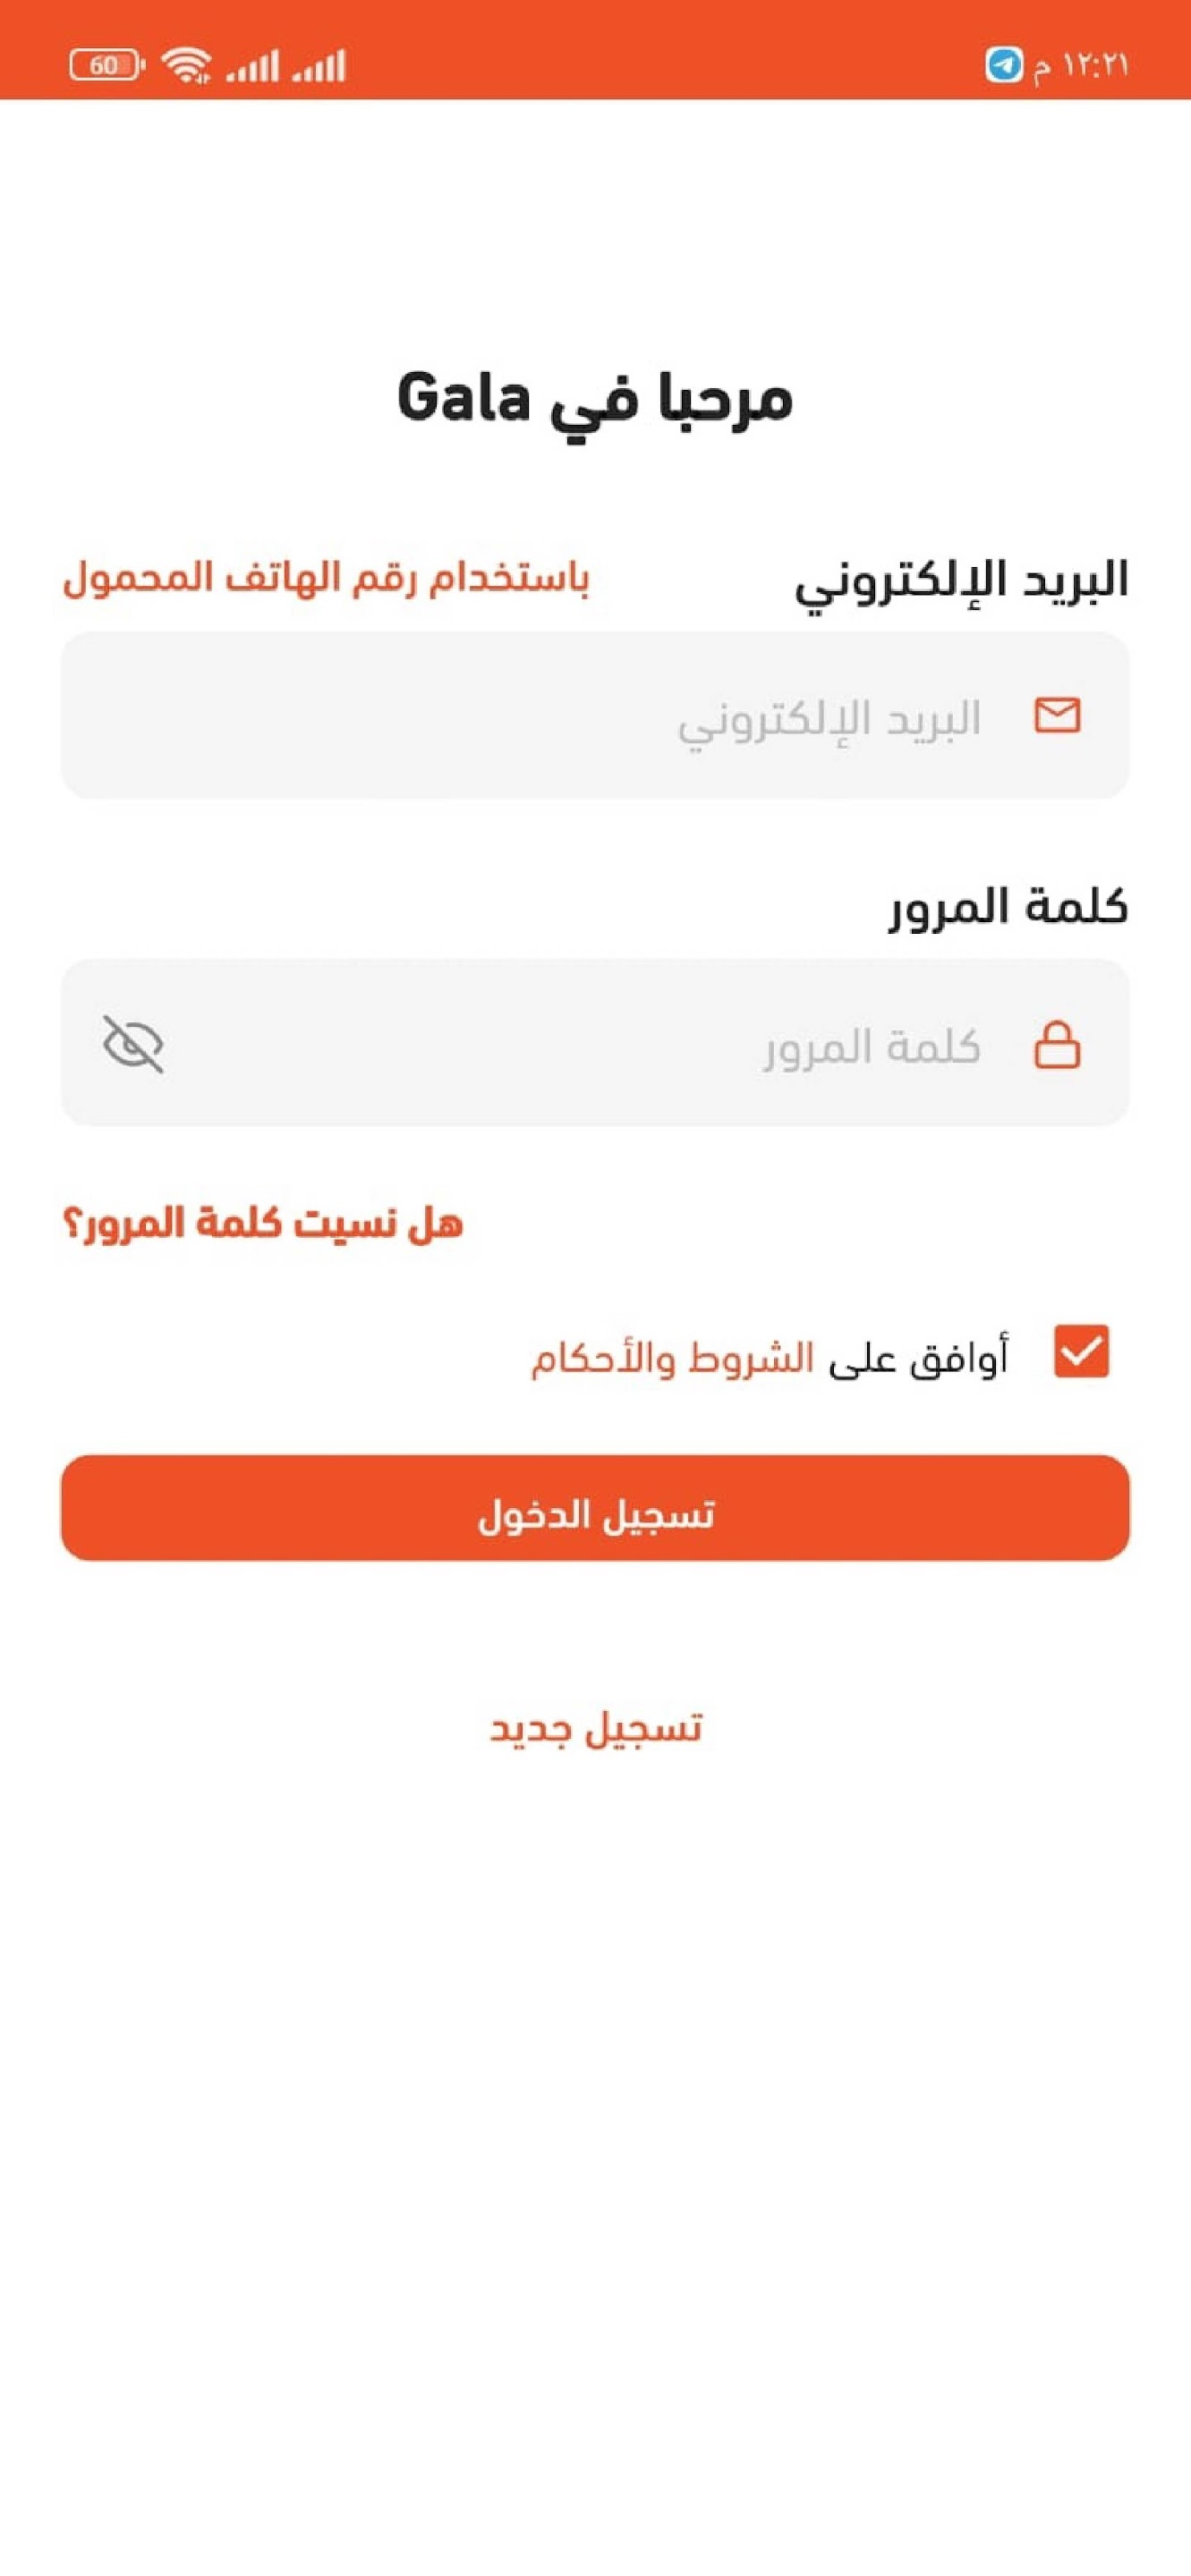 ١٢:٢١ م
60
مرحبا في Gala
البريد الإلكتروني
باستخدام رقم الهاتف المحمول
البريد الإلكتروني
كلمة المرور
كلمة المرور
هل نسيت كلمة المرور؟
أوافق على الشروط والأحكام
تسجيل الدخول
تسجيل جديد